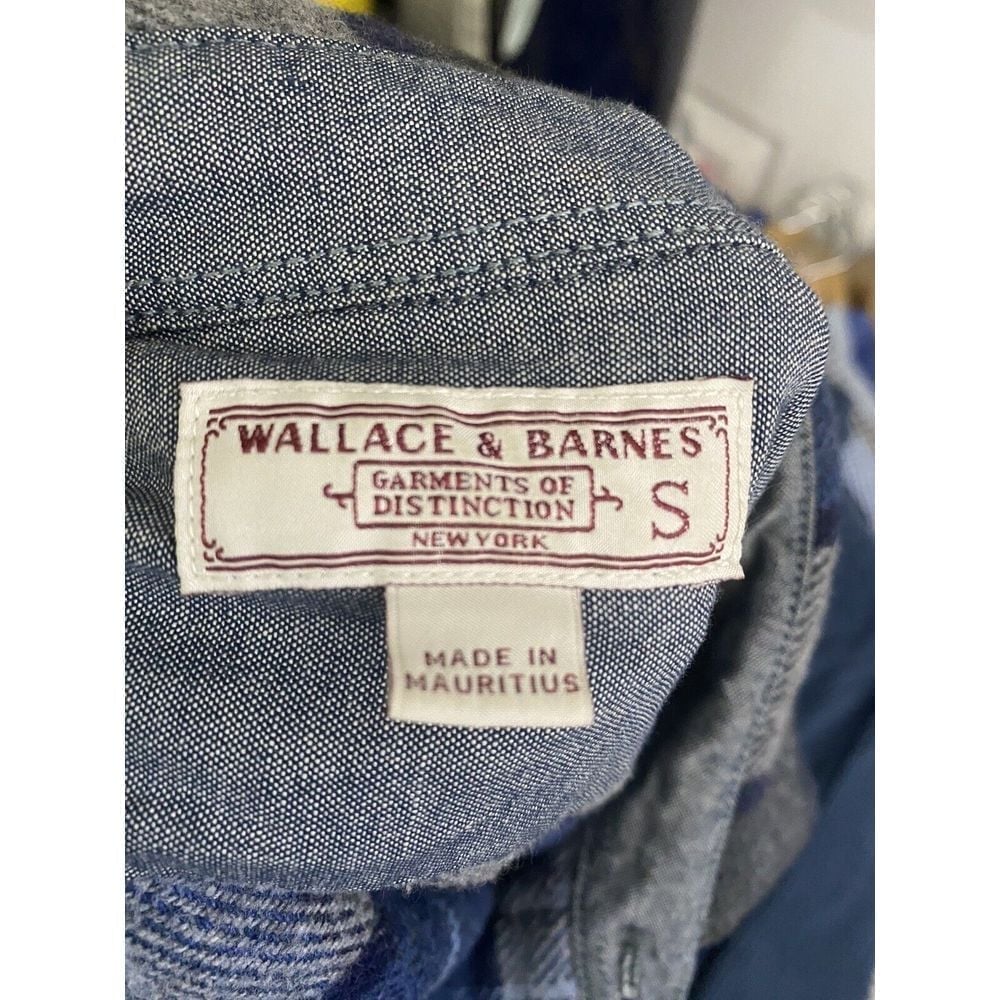 WALLACE & BARNES
GARMENTS OF
DISTINCTION
NEW YORK
S
MADE IN
MAURITIUS